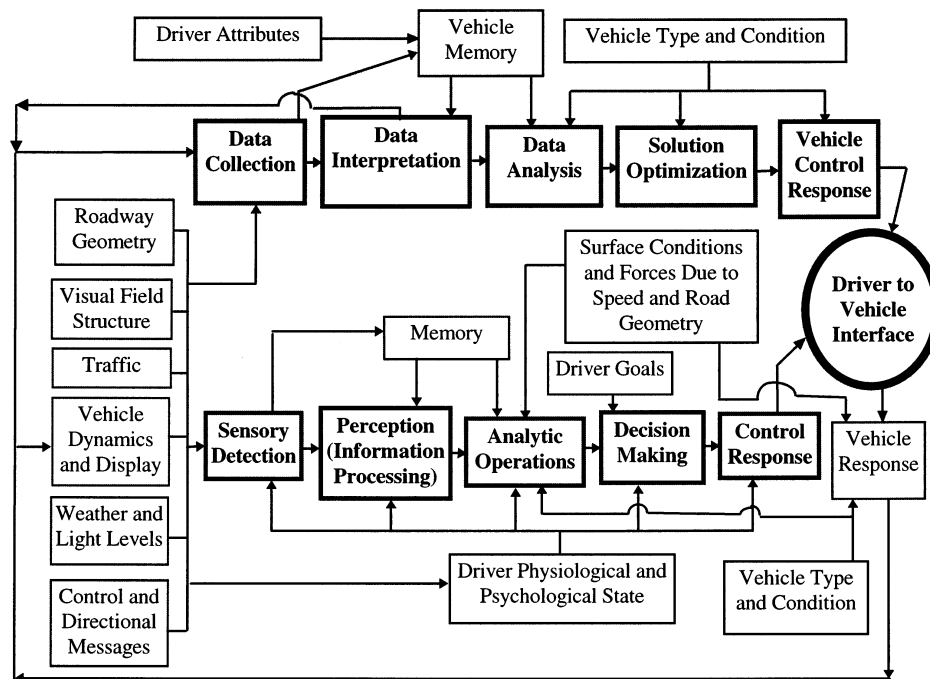 Driver Attributes
Vehicle
Memory
Vehicle Type and Condition
Data
Collection
Data
Interpretation
Data
Analysis
Solution
Optimization
Vehicle
Control
Response
Roadway
Geometry
Visual Field
Structure
Traffic
Vehicle
Dynamics
and Display
Weather and
Light Levels
Control and
Directional
Messages
Surface Conditions
and Forces Due to
Speed and Road
Geometry
Driver to
Vehicle
Interface
Memory
Driver Goals
Sensory
Detection
Perception
(Information
Processing)
Analytic
Operations
Decision
Making
Control
Response
Vehicle
Response
Driver Physiological and
Psychological State
Vehicle Type
and Condition